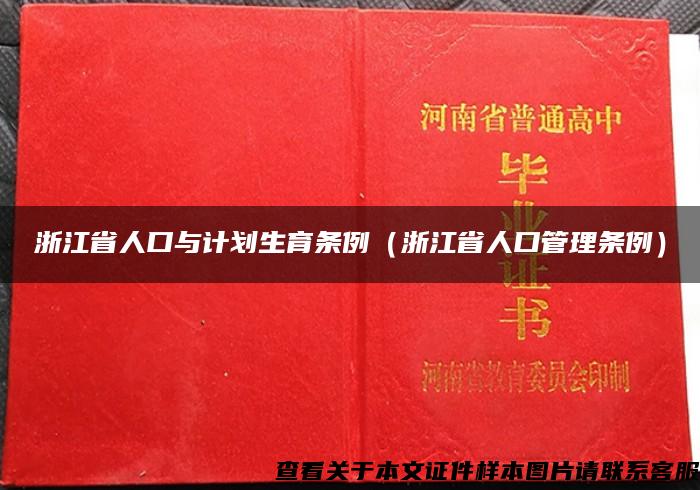 河南省普通高中
毕业证书
浙江省人口与计划生育条例（浙江省人口管理条例）
河南省教育委员会印制
查看关于本文证件样本图片请联系客服